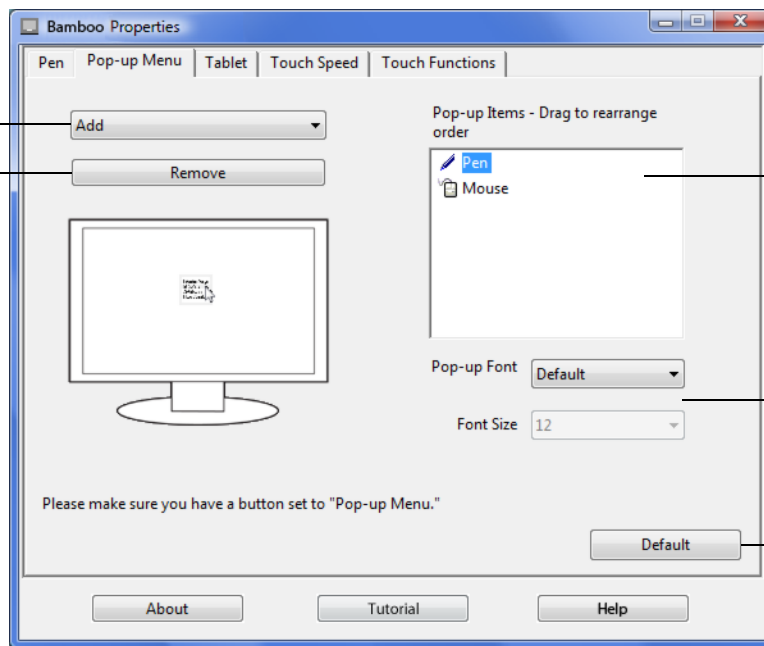 Bamboo Properties
Pen
Pop-up Menu
Tablet
Touch Speed
Touch Functions
Add
Remove
Pop-up Items - Drag to rearrange
order
Pen
Mouse
Pop-up Font
Default
Font Size
12
Please make sure you have a button set to "Pop-up Menu."
Default
About
Tutorial
Help